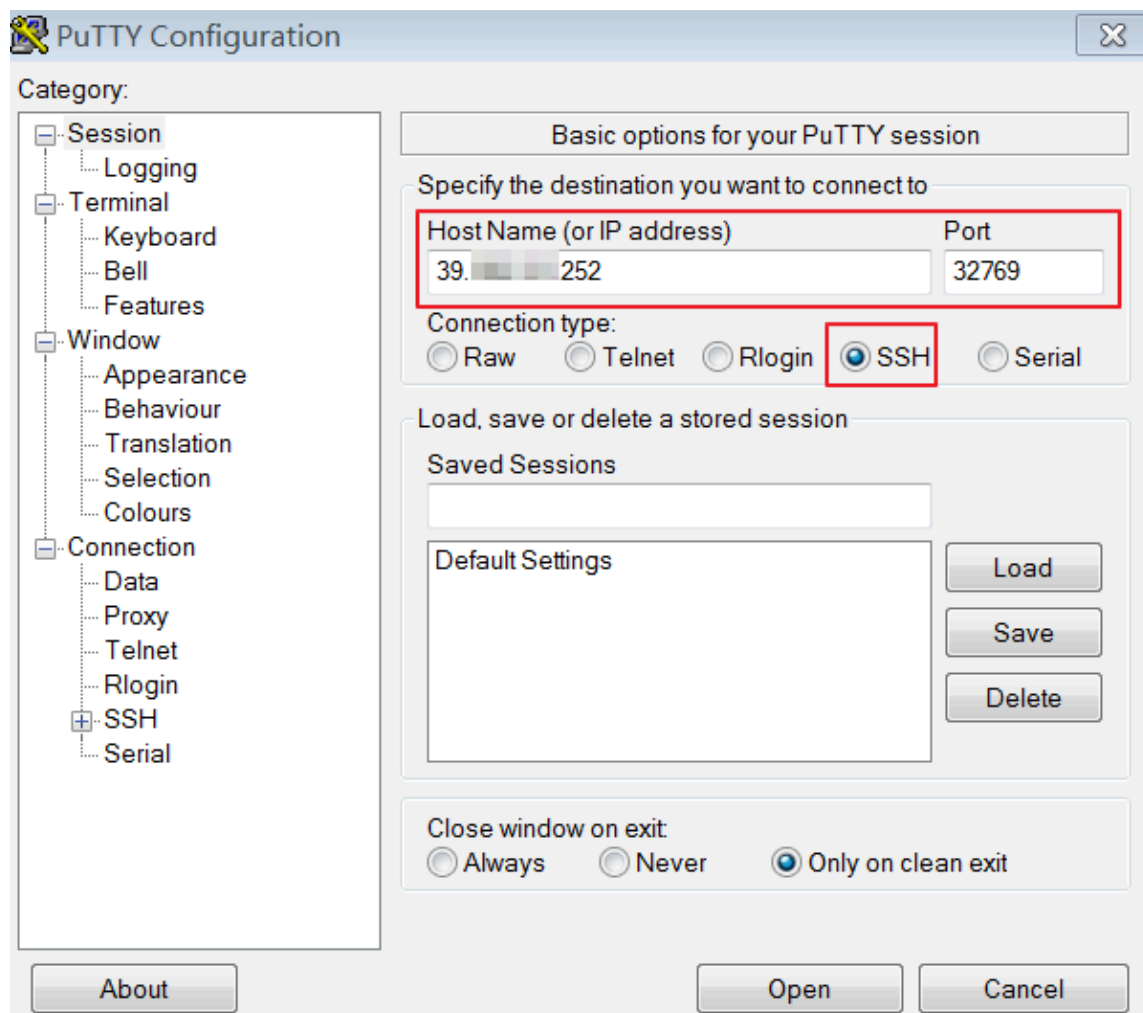 PuTTY Configuration
Category:
Session
Logging
Terminal
Keyboard
Bell
Features
Window
Appearance
Behaviour
Translation
Selection
Colours
Connection
Data
Proxy
Telnet
Rlogin
SSH
Serial
Basic options for your PuTTY session
Specify the destination you want to connect to
Host Name (or IP address) Port
39. 252 32769
Connection type:
Raw Telnet Rlogin SSH Serial
Load, save or delete a stored session
Saved Sessions
Default Settings
Load
Save
Delete
Close window on exit:
Always Never Only on clean exit
About Open Cancel